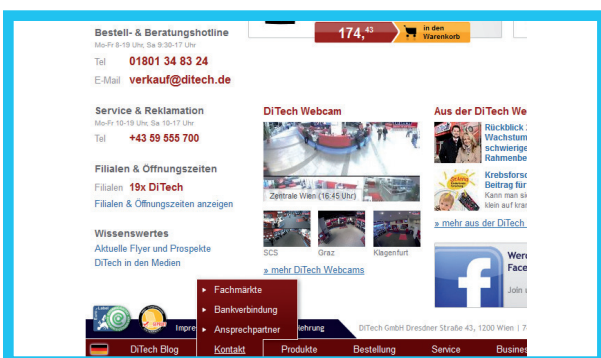 Bestell- & Beratungshotline
Mo-Fr 8-19 Uhr, Sa 9:30-17 Uhr
Tel 01801 34 83 24
E-Mail verkauf@ditech.de
174,43
in den
Warenkorb
Service & Reklamation
Mo-Fr 10-19 Uhr, Sa 10-17 Uhr
Tel +43 59 555 700
Filialen & Öffnungszeiten
Filialen 19x DiTech
Filialen & Öffnungszeiten anzeigen
Wissenswertes
Aktuelle Flyer und Prospekte
DiTech in den Medien
DiTech Webcam
Zentrale Wien (16:45 Uhr)
SCS Graz Klagenfurt
» mehr DiTech Webcams
Aus der DiTech We
Rückblick
Wachstum
schwierige
Rahmenbe
Krebsforsc
Beitrag für
Kann man si
klein auf kran
» mehr aus der DiTech
Werd
Face
Join
Fachmärkte
Bankverbindung
Ansprechpartner
Impre
lehrung
DiTech GmbH Dresdner Straße 43, 1200 Wien | 7
DiTech Blog Kontakt Produkte Bestellung Service Busines